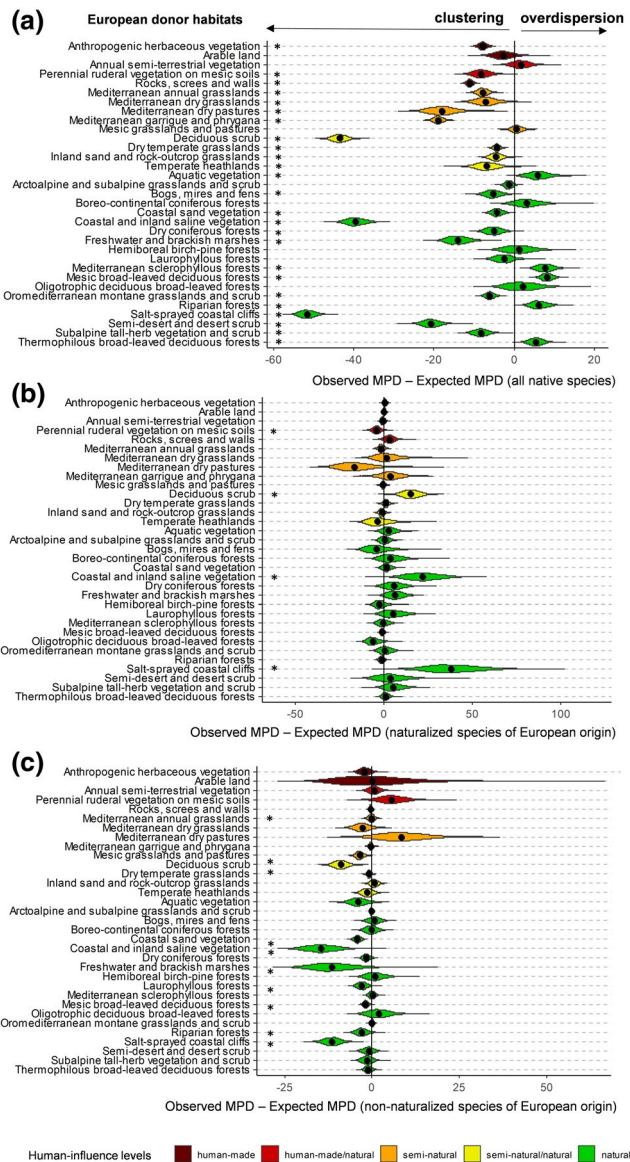 (a)
European donor habitats
clustering
overdispersion
Anthropogenic herbaceous vegetation *
Arable land
Annual semi-terrestrial vegetation
Perennial ruderal vegetation on mesic soils *
Rocks, screes and walls *
Mediterranean annual grasslands *
Mediterranean dry grasslands *
Mediterranean dry pastures *
Mediterranean garrigue and phrygana *
Mesic grasslands and pastures
Deciduous scrub *
Dry temperate grasslands *
Inland sand and rock-outcrop grasslands *
Temperate heathlands *
Aquatic vegetation *
Arctoalpine and subalpine grasslands and scrub
Bogs, mires and fens *
Boreo-continental coniferous forests
Coastal sand vegetation *
Coastal and inland saline vegetation *
Dry coniferous forests *
Freshwater and brackish marshes *
Hemiboreal birch-pine forests
Laurophyllous forests
Mediterranean sclerophyllous forests *
Mesic broad-leaved deciduous forests *
Oligotrophic deciduous broad-leaved forests
Oromediterranean montane grasslands and scrub *
Riparian forests *
Salt-sprayed coastal cliffs *
Semi-desert and desert scrub *
Subalpine tall-herb vegetation and scrub *
Thermophilous broad-leaved deciduous forests *
-60 -40 -20 0 20
Observed MPD – Expected MPD (all native species)
(b)
Anthropogenic herbaceous vegetation
Arable land
Annual semi-terrestrial vegetation
Perennial ruderal vegetation on mesic soils *
Rocks, screes and walls
Mediterranean annual grasslands
Mediterranean dry grasslands
Mediterranean dry pastures
Mediterranean garrigue and phrygana
Mesic grasslands and pastures
Deciduous scrub *
Dry temperate grasslands
Inland sand and rock-outcrop grasslands
Temperate heathlands
Aquatic vegetation
Arctoalpine and subalpine grasslands and scrub
Bogs, mires and fens
Boreo-continental coniferous forests
Coastal sand vegetation
Coastal and inland saline vegetation *
Dry coniferous forests
Freshwater and brackish marshes
Hemiboreal birch-pine forests
Laurophyllous forests
Mediterranean sclerophyllous forests
Mesic broad-leaved deciduous forests
Oligotrophic deciduous broad-leaved forests
Oromediterranean montane grasslands and scrub
Riparian forests
Salt-sprayed coastal cliffs *
Semi-desert and desert scrub
Subalpine tall-herb vegetation and scrub
Thermophilous broad-leaved deciduous forests
-50 0 50 100
Observed MPD – Expected MPD (naturalized species of European origin)
(c)
Anthropogenic herbaceous vegetation
Arable land
Annual semi-terrestrial vegetation
Perennial ruderal vegetation on mesic soils
Rocks, screes and walls
Mediterranean annual grasslands *
Mediterranean dry grasslands
Mediterranean dry pastures
Mediterranean garrigue and phrygana
Mesic grasslands and pastures
Deciduous scrub *
Dry temperate grasslands *
Inland sand and rock-outcrop grasslands
Temperate heathlands
Aquatic vegetation
Arctoalpine and subalpine grasslands and scrub
Bogs, mires and fens
Boreo-continental coniferous forests
Coastal sand vegetation *
Coastal and inland saline vegetation *
Dry coniferous forests
Freshwater and brackish marshes *
Hemiboreal birch-pine forests
Laurophyllous forests *
Mediterranean sclerophyllous forests
Mesic broad-leaved deciduous forests *
Oligotrophic deciduous broad-leaved forests
Oromediterranean montane grasslands and scrub
Riparian forests *
Salt-sprayed coastal cliffs *
Semi-desert and desert scrub
Subalpine tall-herb vegetation and scrub
Thermophilous broad-leaved deciduous forests
-25 0 25 50
Observed MPD – Expected MPD (non-naturalized species of European origin)
Human-influence levels human-made human-made/natural semi-natural semi-natural/natural natural